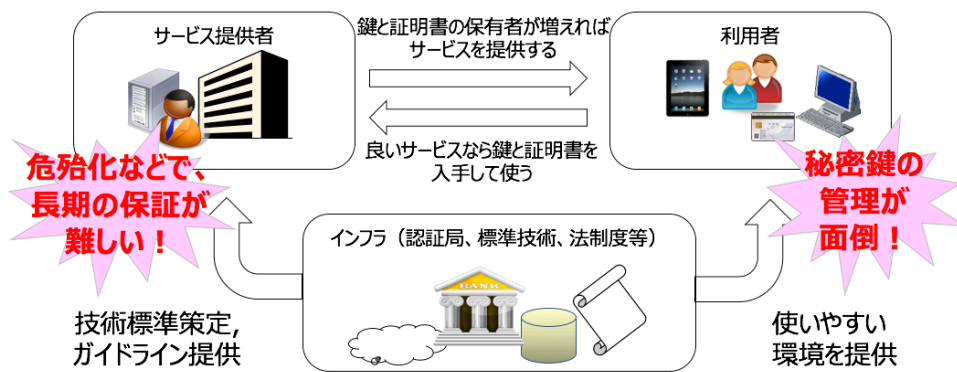 サービス提供者
鍵と証明書の保有者が増えれば
サービスを提供する
利用者
良いサービスなら鍵と証明書を
入手して使う
危殆化などで、
長期の保証が
難しい！
秘密鍵の
管理が
面倒！
インフラ（認証局、標準技術、法制度等）
BANK
技術標準策定,
ガイドライン提供
使いやすい
環境を提供